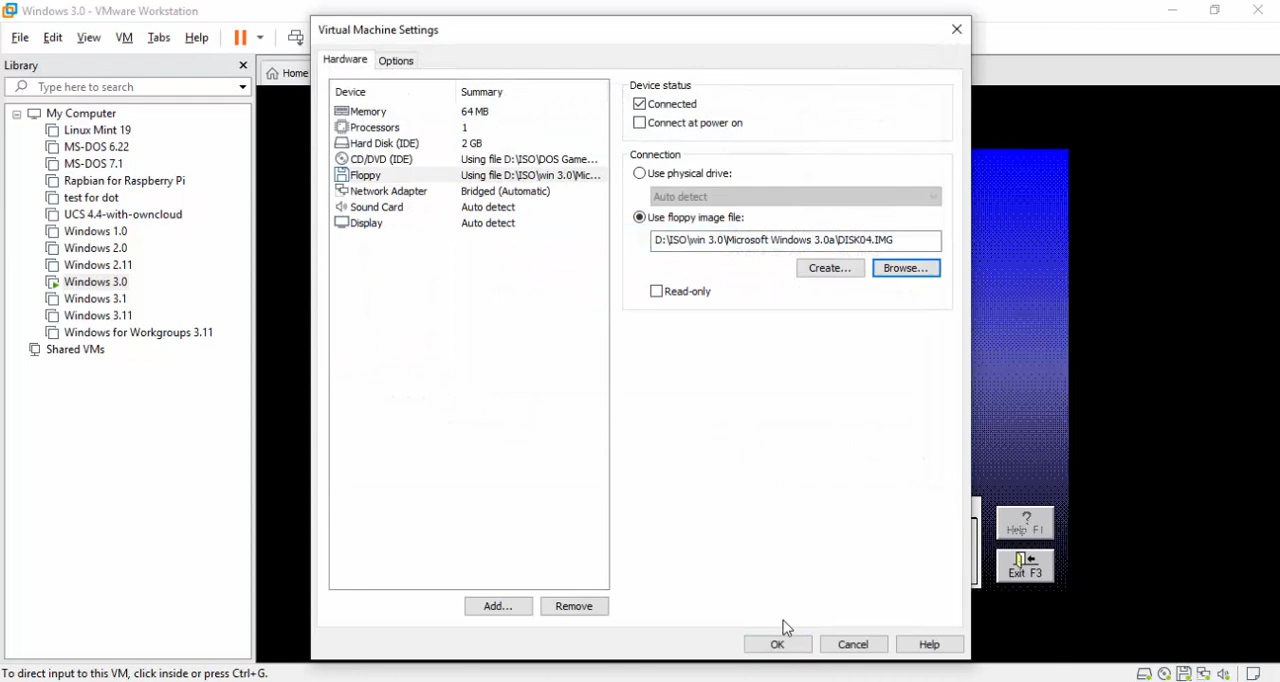 Windows 3.0 - VMware Workstation
File Edit View VM Tabs Help
Library
Type here to search
My Computer
Linux Mint 19
MS-DOS 6.22
MS-DOS 7.1
Rapbian for Raspberry Pi
test for dot
UCS 4.4-with-owncloud
Windows 1.0
Windows 2.0
Windows 2.11
Windows 3.0
Windows 3.1
Windows 3.11
Windows for Workgroups 3.11
Shared VMs
Home
Virtual Machine Settings
Hardware Options
Device Summary
Memory 64 MB
Processors 1
Hard Disk (IDE) 2 GB
CD/DVD (IDE) Using file D:\ISO\DOS Game...
Floppy Using file D:\ISO\win 3.0\Mic...
Network Adapter Bridged (Automatic)
Sound Card Auto detect
Display Auto detect
Add... Remove
Device status
Connected
Connect at power on
Connection
Use physical drive:
Auto detect
Use floppy image file:
D:\ISO\win 3.0\Microsoft Windows 3.0a\DISK04.IMG
Create... Browse...
Read-only
OK Cancel Help
?
Help F1
Exit F3
To direct input to this VM, click inside or press Ctrl+G.